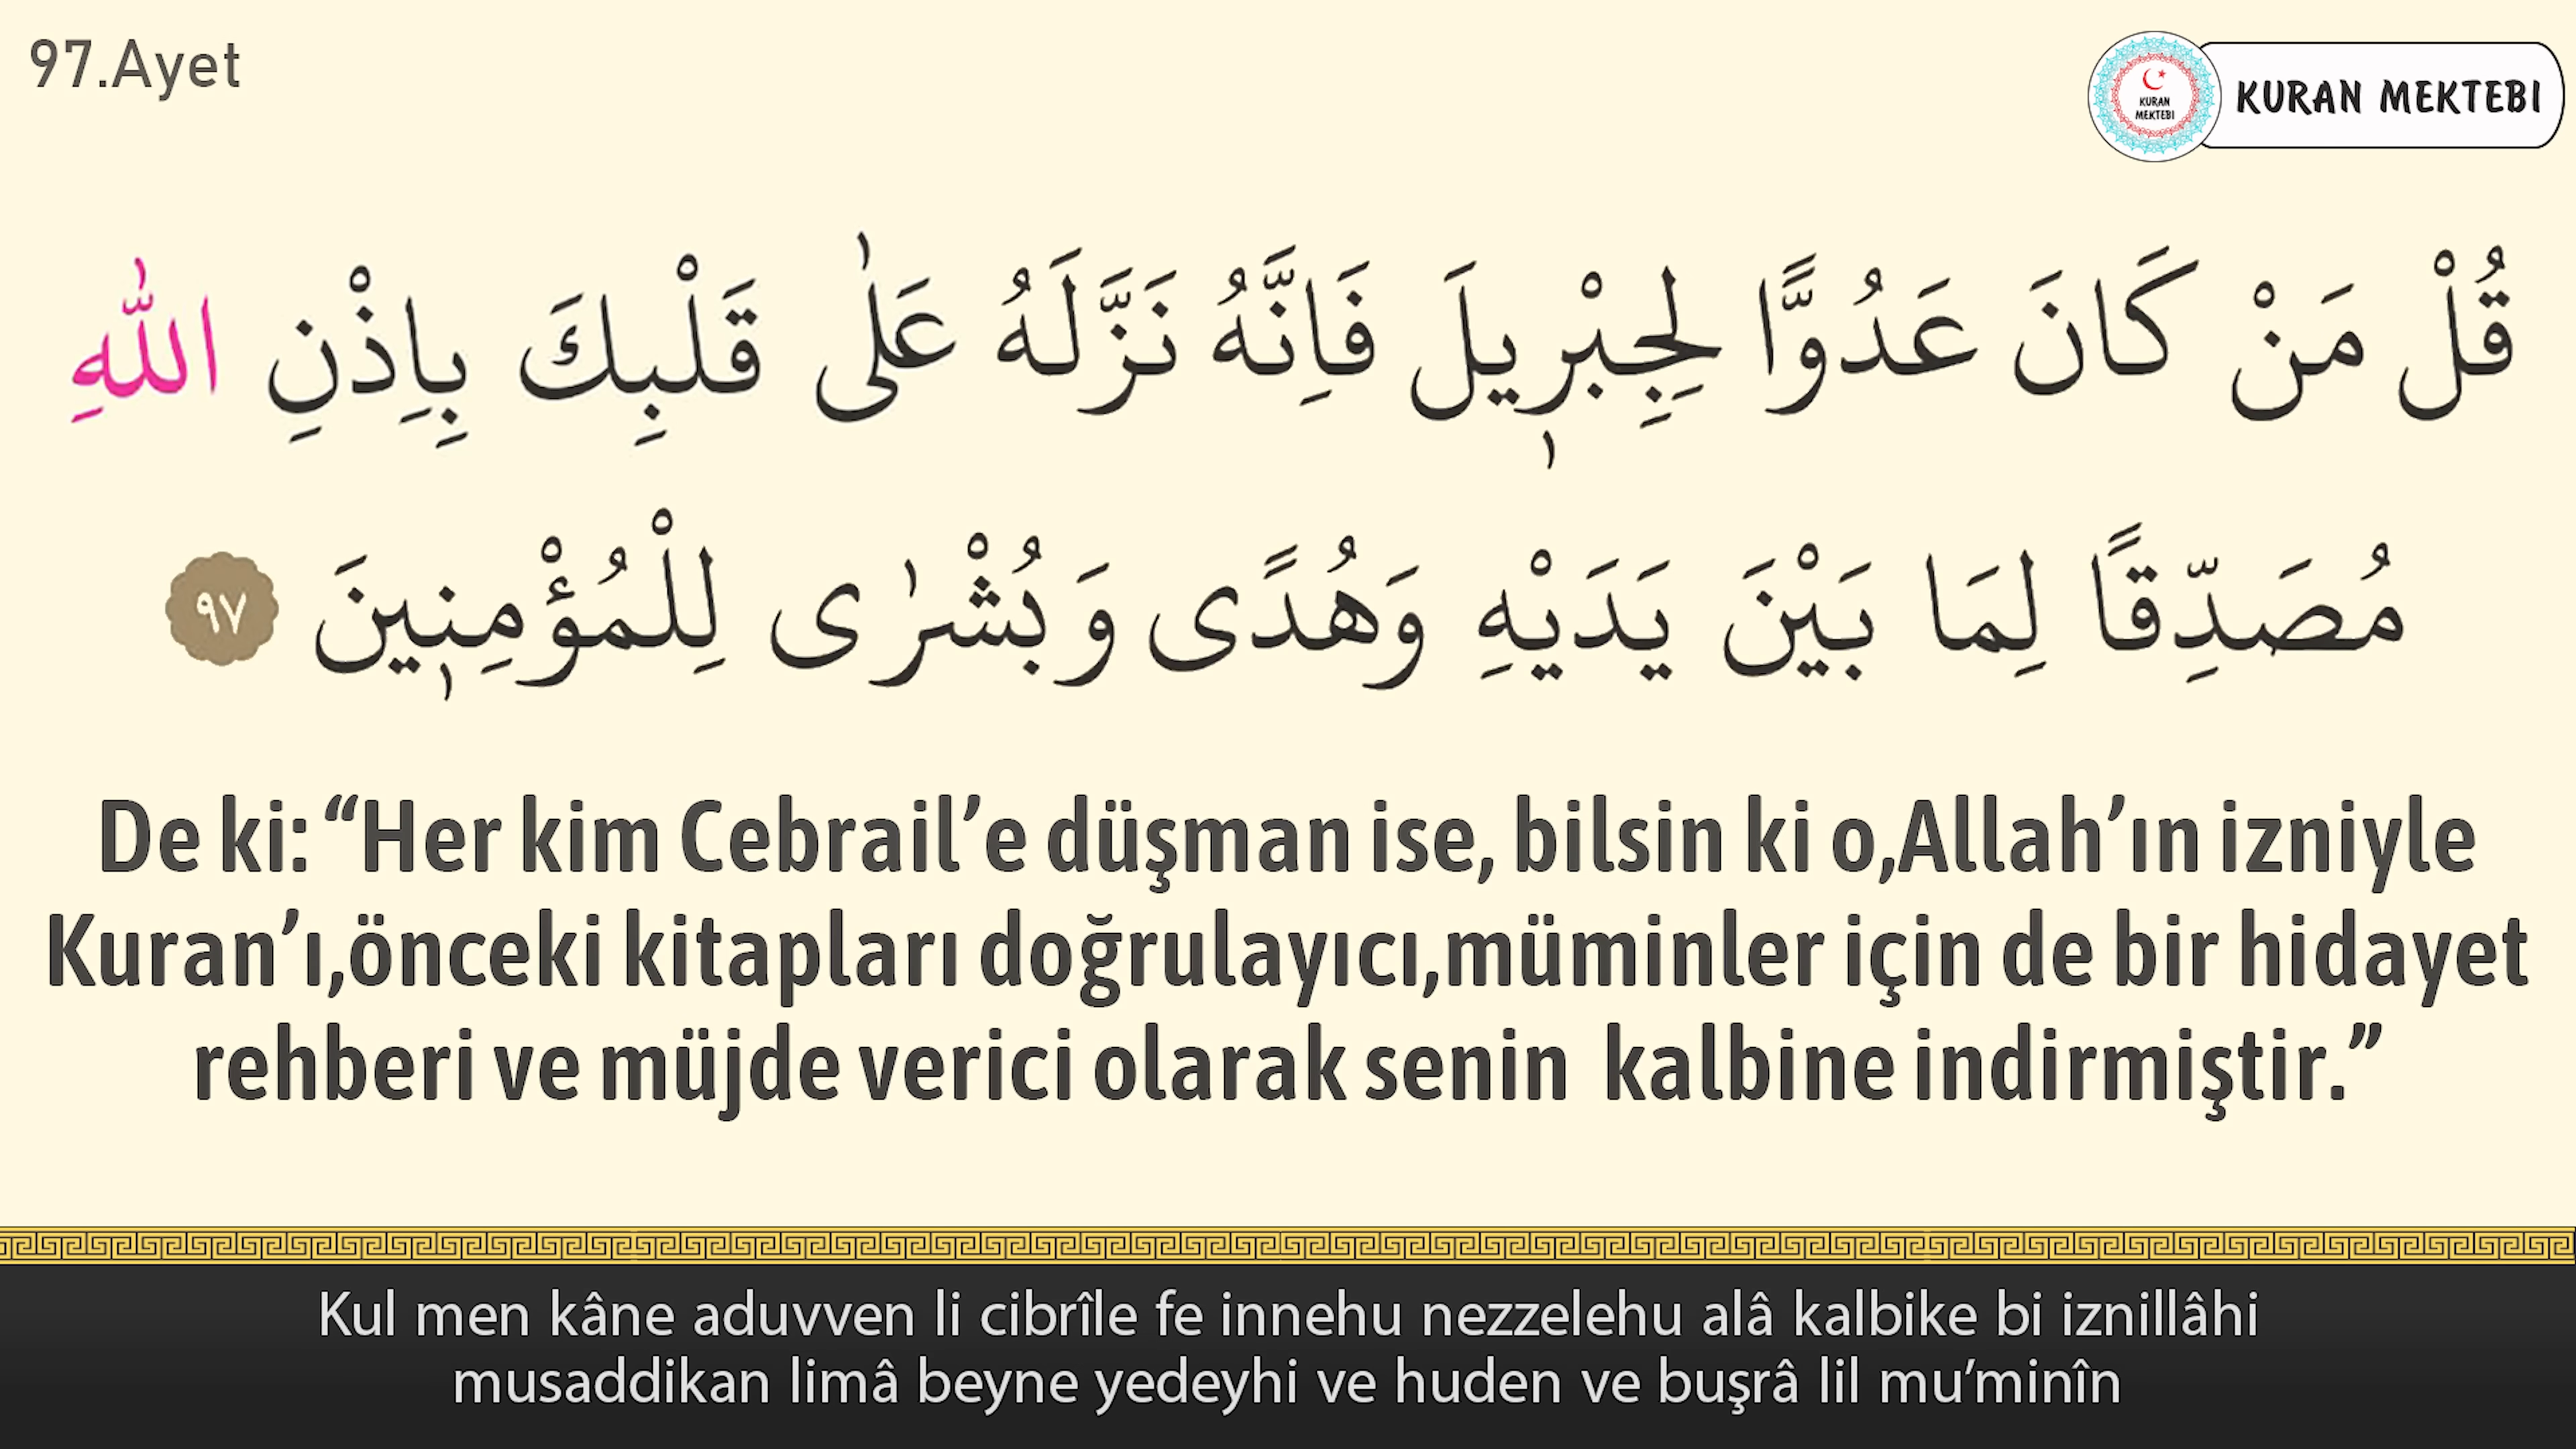 97.Ayet
KURAN
MEKTEBI
KURAN MEKTEBI
قُلْ مَنْ كَانَ عَدُوًّا لِجِبْر۪يلَ فَاِنَّهُ نَزَّلَهُ عَلٰى قَلْبِكَ بِاِذْنِ اللّٰهِ
مُصَدِّقًا لِمَا بَيْنَ يَدَيْهِ وَهُدًى وَبُشْرٰى لِلْمُؤْمِن۪ينَ ٩٧
De ki: “Her kim Cebrail’e düşman ise, bilsin ki o,Allah’ın izniyle
Kuran’ı,önceki kitapları doğrulayıcı,müminler için de bir hidayet
rehberi ve müjde verici olarak senin  kalbine indirmiştir.”
Kul men kâne aduvven li cibrîle fe innehu nezzelehu alâ kalbike bi iznillâhi
musaddikan limâ beyne yedeyhi ve huden ve buşrâ lil mu’minîn